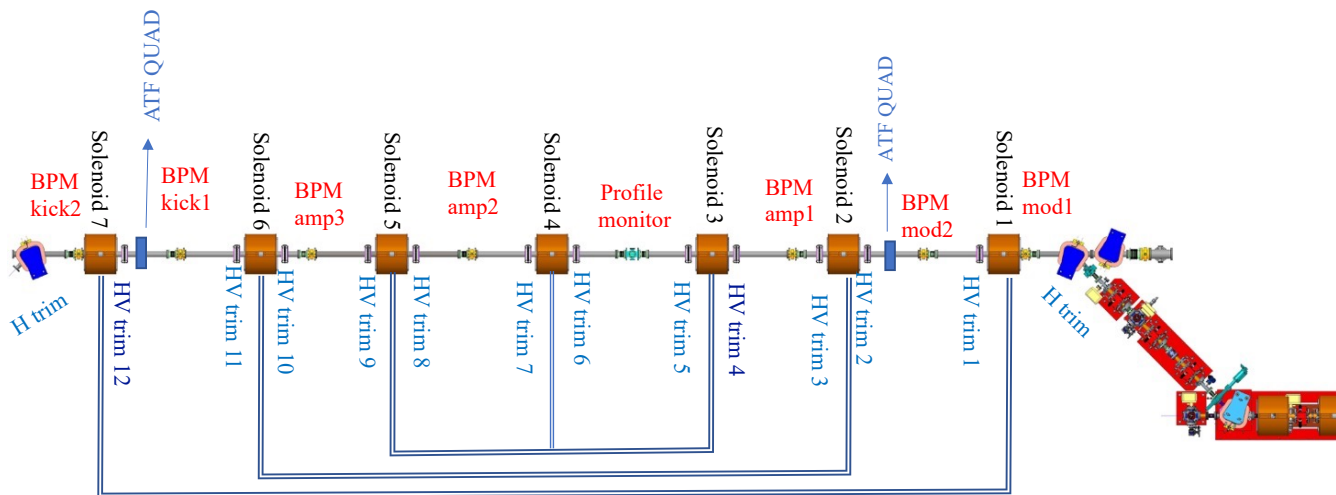 ATF QUAD
ATF QUAD
Solenoid 7
Solenoid 6
Solenoid 5
Solenoid 4
Solenoid 3
Solenoid 2
Solenoid 1
BPM
kick2
BPM
kick1
BPM
amp3
BPM
amp2
Profile
monitor
BPM
amp1
BPM
mod2
BPM
mod1
H trim
HV trim 12
HV trim 11
HV trim 10
HV trim 9
HV trim 8
HV trim 7
HV trim 6
HV trim 5
HV trim 4
HV trim3
HV trim 2
HV trim 1
H trim